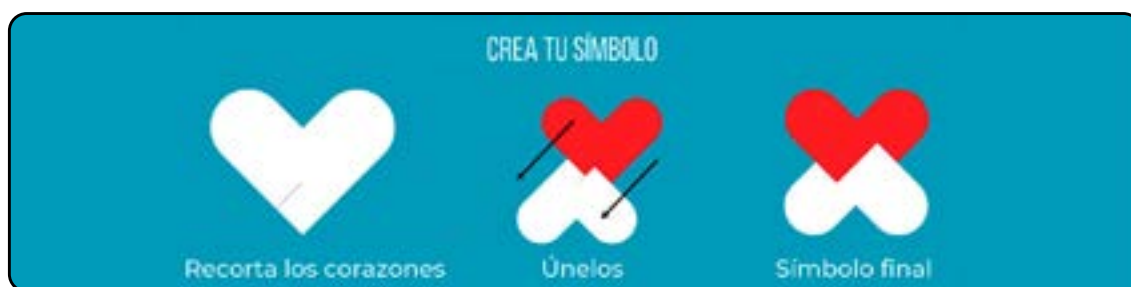 CREA TU SÍMBOLO
Recorta los corazones
Únelos
Símbolo final